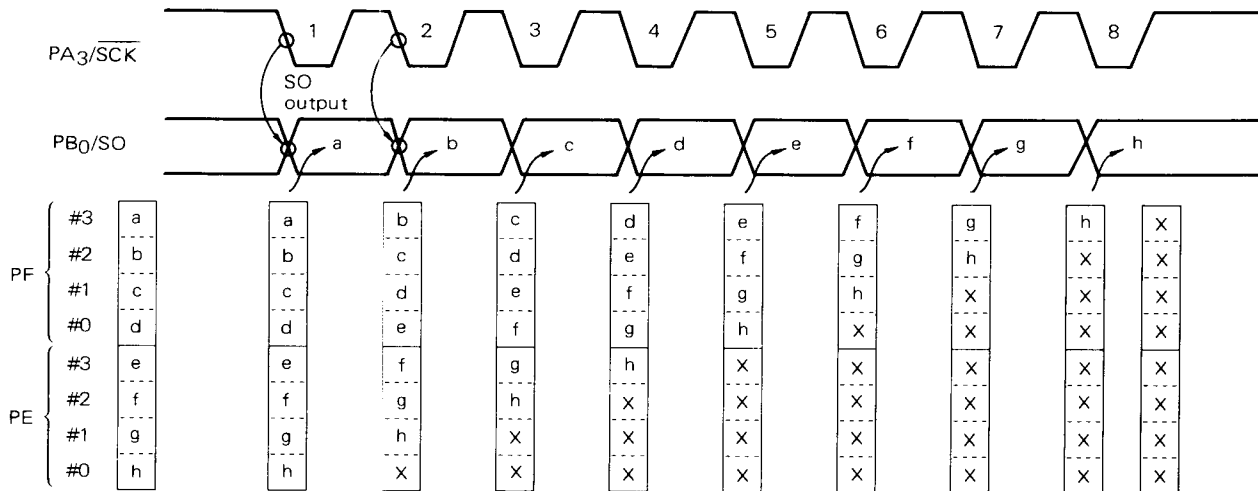 PA3/SCK 1 2 3 4 5 6 7 8
SO
output
PB0/SO a b c d e f g h
#3 a a b c d e f g h X
#2 b b c d e f g h X X
PF
#1 c c d e f g h X X X
#0 d d e f g h X X X X
#3 e e f g h X X X X X
#2 f f g h X X X X X X
PE
#1 g g h X X X X X X X
#0 h h X X X X X X X X